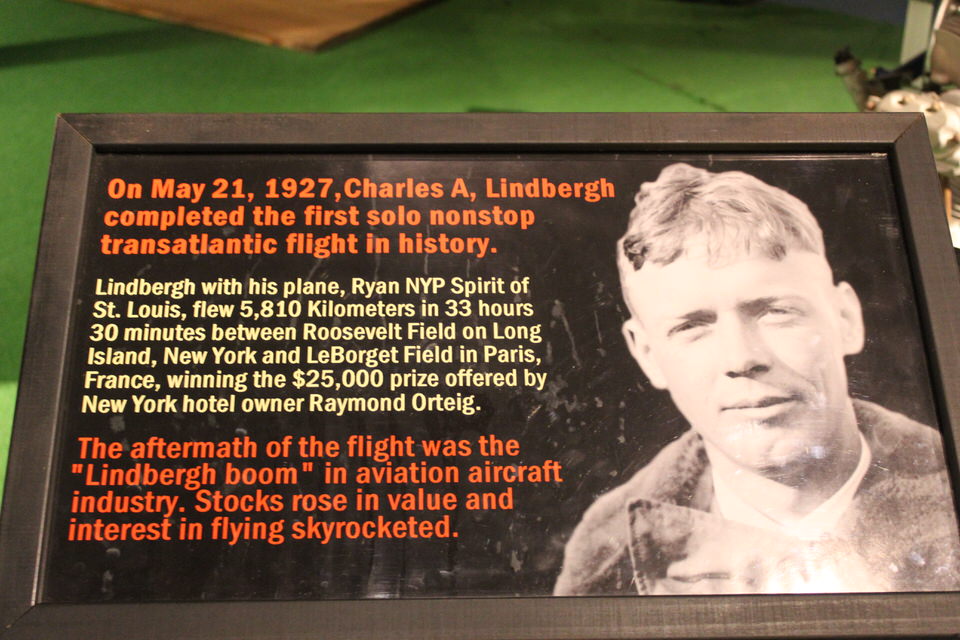 On May 21, 1927,Charles A, Lindbergh
completed the first solo nonstop
transatlantic flight in history.
Lindbergh with his plane, Ryan NYP Spirit of
St. Louis, flew 5,810 Kilometers in 33 hours
30 minutes between Roosevelt Field on Long
Island, New York and LeBorget Field in Paris,
France, winning the $25,000 prize offered by
New York hotel owner Raymond Orteig.
The aftermath of the flight was the
"Lindbergh boom" in aviation aircraft
industry. Stocks rose in value and
interest in flying skyrocketed.